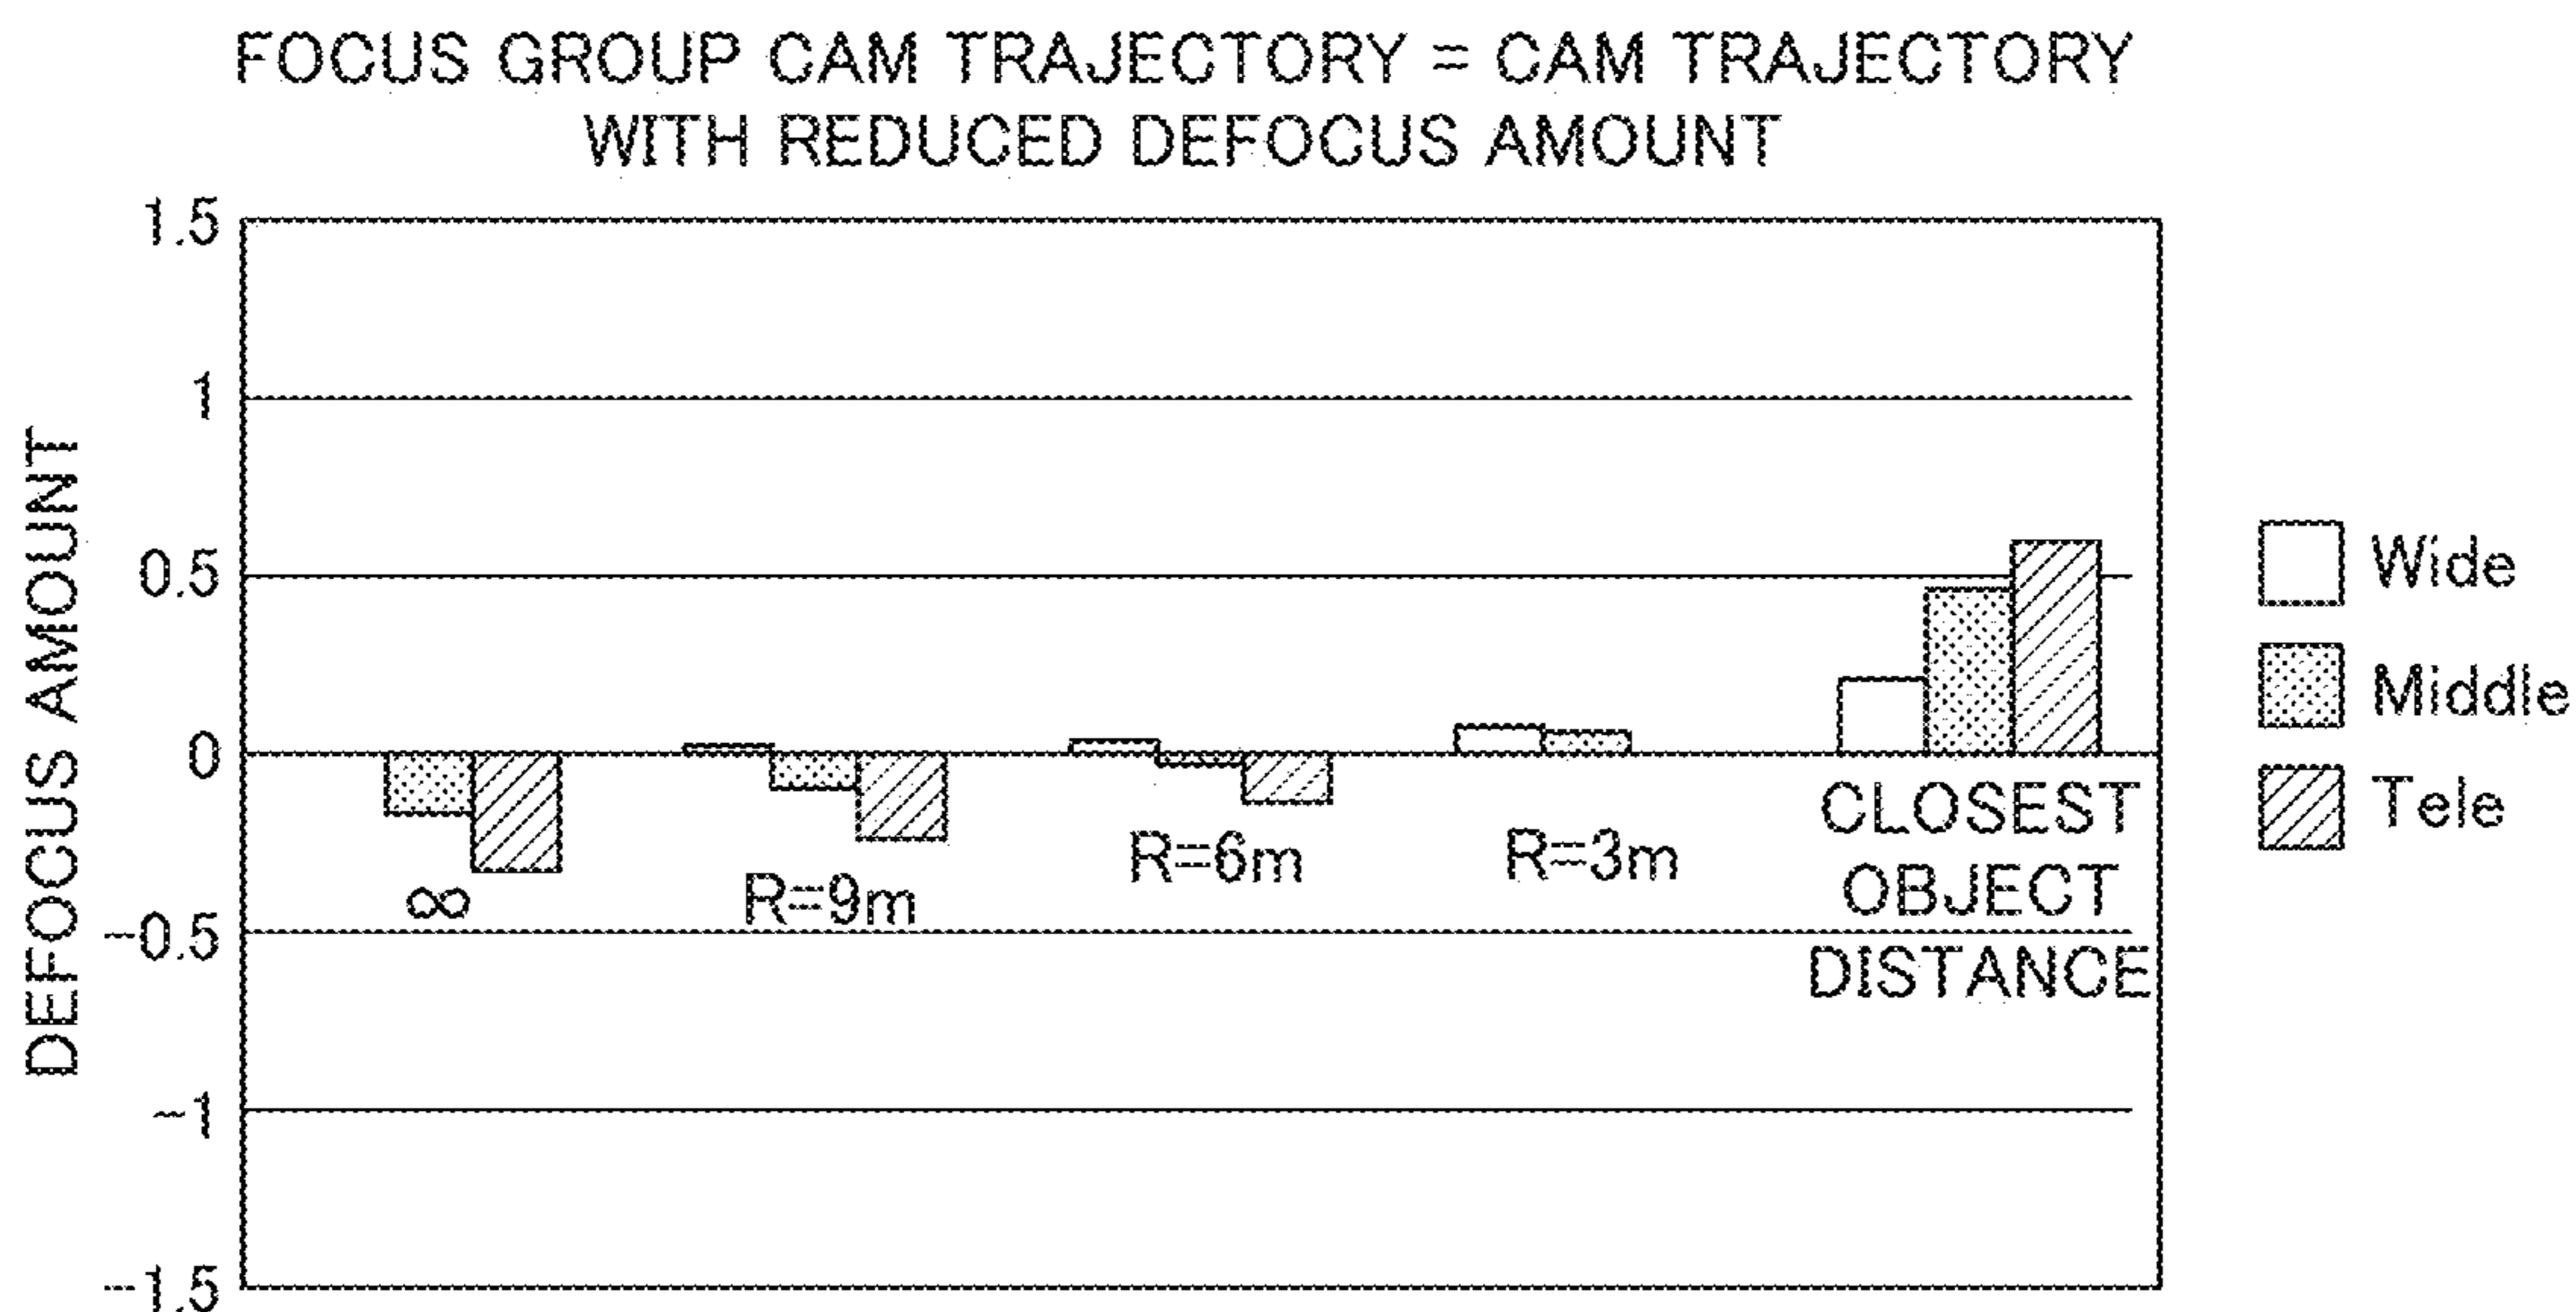 FOCUS GROUP CAM TRAJECTORY = CAM TRAJECTORY
WITH REDUCED DEFOCUS AMOUNT
DEFOCUS AMOUNT
1.5
1
0.5
0
-0.5
-1
-1.5
∞
R=9m
R=6m
R=3m
CLOSEST
OBJECT
DISTANCE
Wide
Middle
Tele